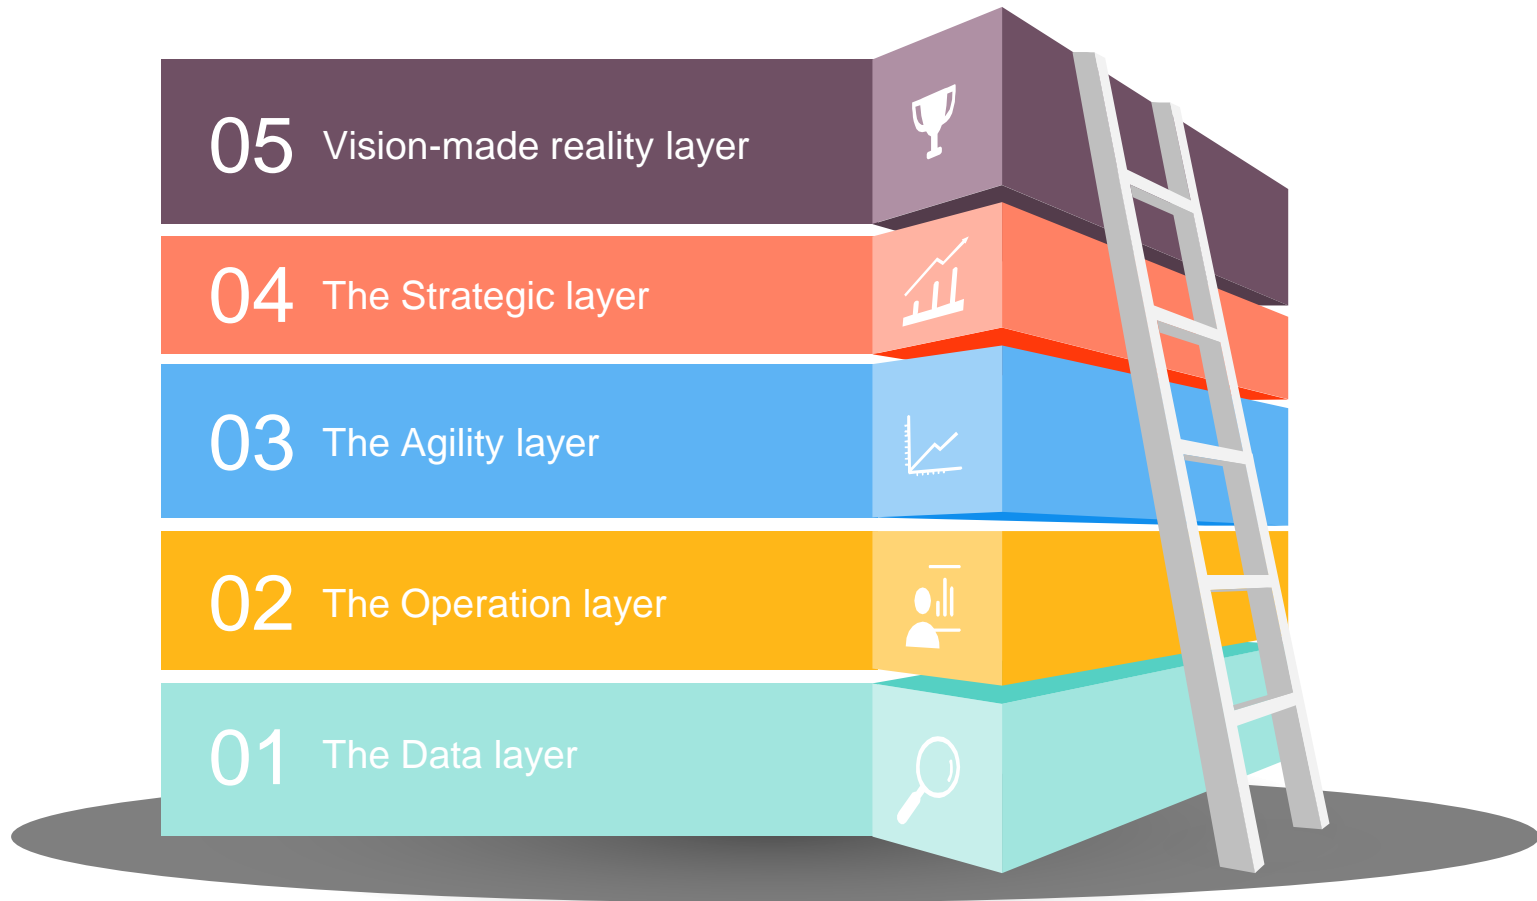 05 Vision-made reality layer
04 The Strategic layer
03 The Agility layer
02 The Operation layer
01 The Data layer